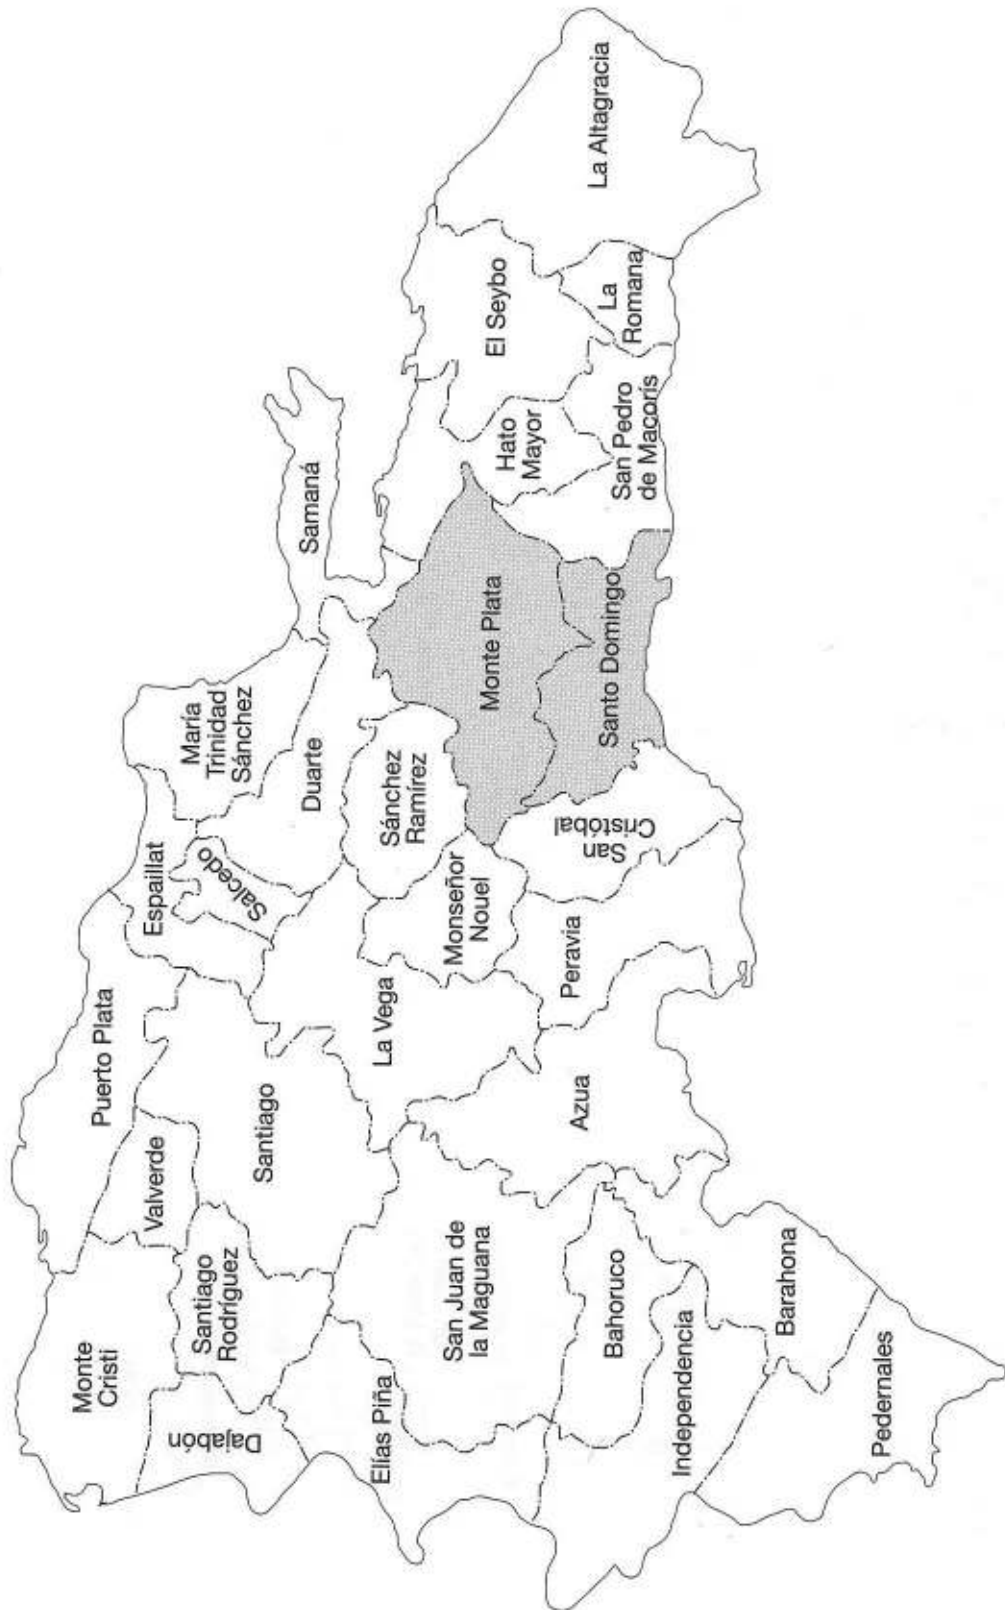 Monte
Cristi
Puerto Plata
Espaillat
María
Trinidad
Sánchez
Samaná
Valverde
Salcedo
Dajabón
Santiago
Rodríguez
Santiago
Duarte
Elías Piña
La Vega
Sánchez
Ramírez
San Juan de
la Maguana
Monseñor
Nouel
Monte Plata
Hato
Mayor
El Seybo
La Altagracia
Bahoruco
Azua
Peravia
San
Cristóbal
Santo Domingo
San Pedro
de Macorís
La
Romana
Independencia
Barahona
Pedernales